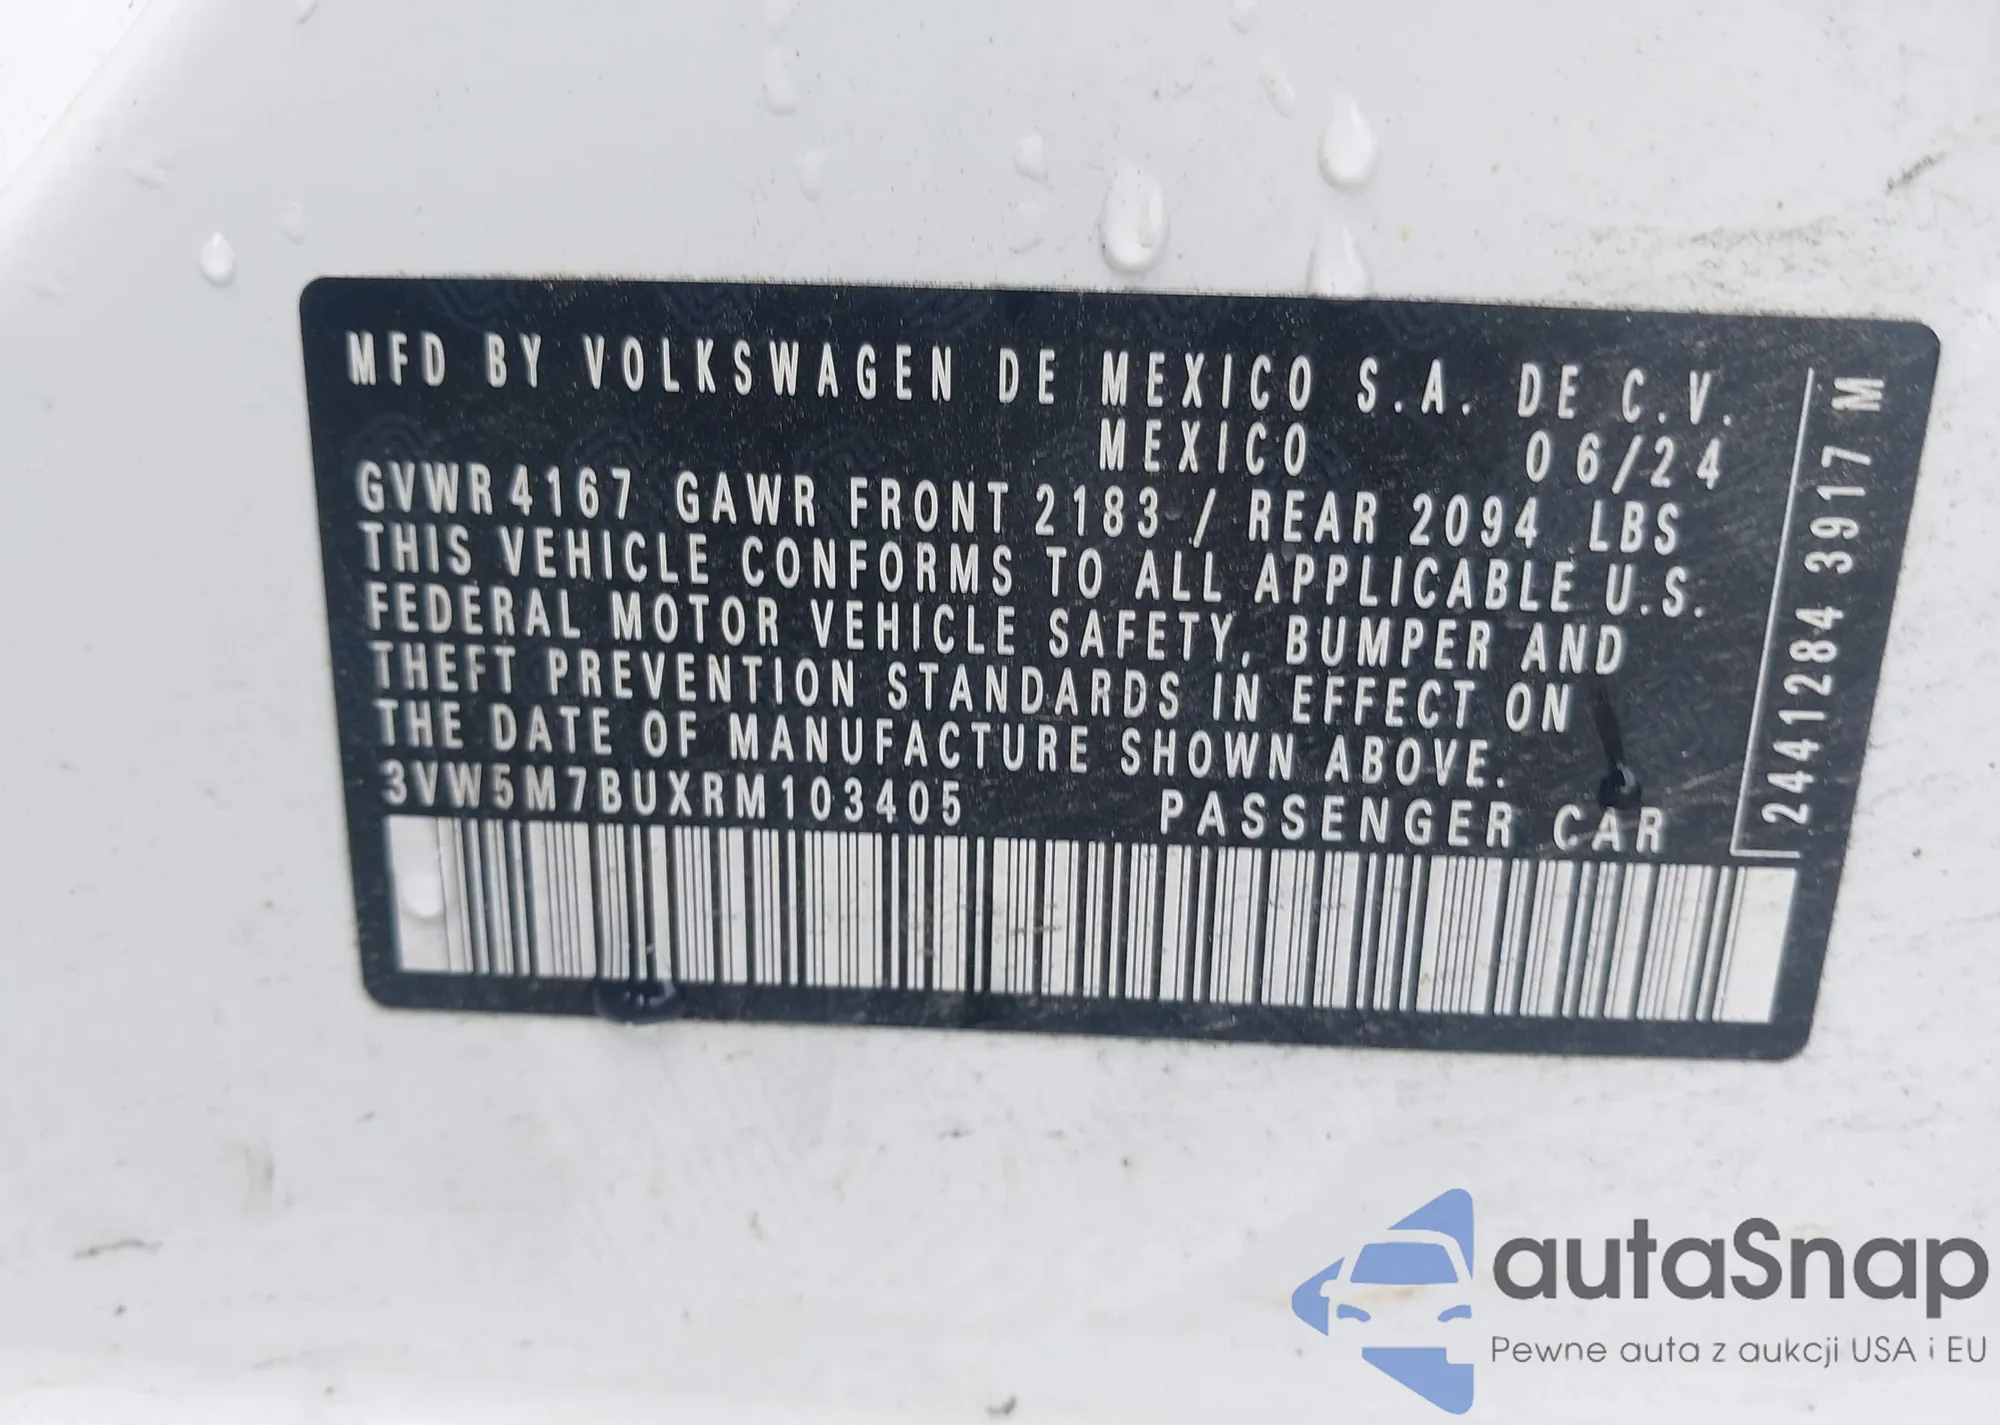 MFD BY VOLKSWAGEN DE MEXICO S.A. DE C.V.
MEXICO 06/24
GVWR 4167 GAWR FRONT 2183 / REAR 2094 LBS
THIS VEHICLE CONFORMS TO ALL APPLICABLE U.S.
FEDERAL MOTOR VEHICLE SAFETY, BUMPER AND
THEFT PREVENTION STANDARDS IN EFFECT ON
THE DATE OF MANUFACTURE SHOWN ABOVE.
3VW5M7BUXRM103405 PASSENGER CAR
2441284 3917 M
autaSnap
Pewne auta z aukcji USA i EU